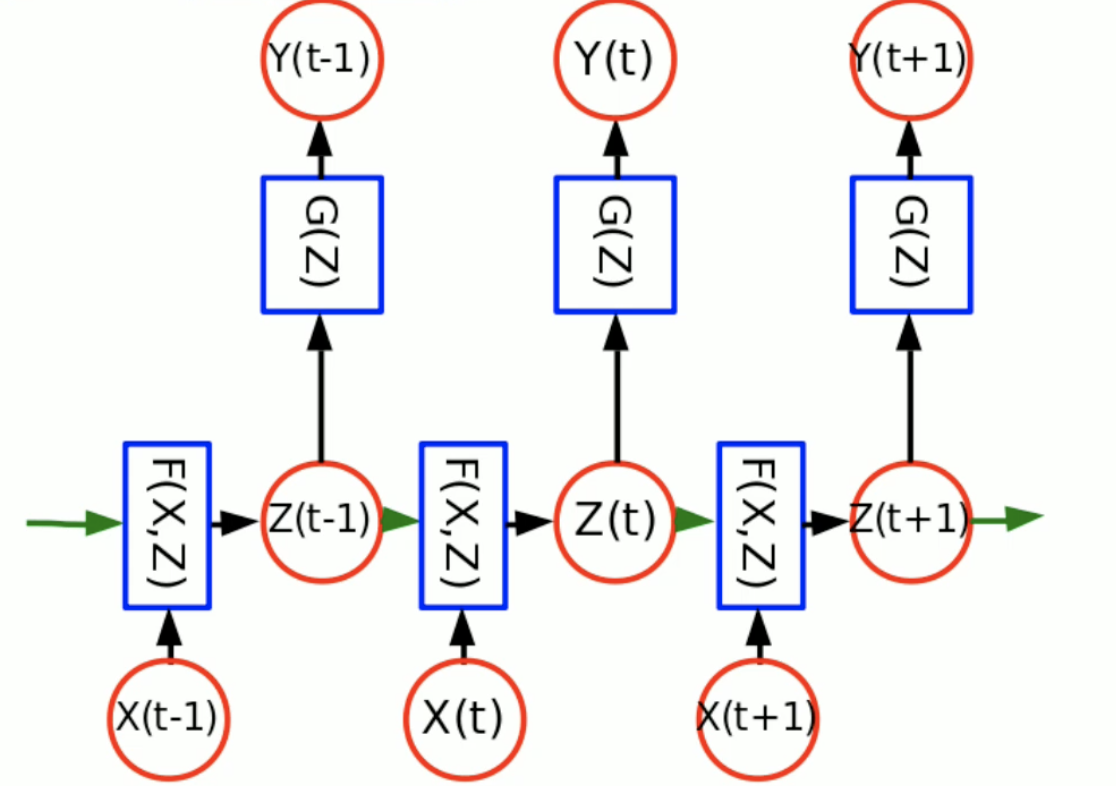 Y(t-1)
Y(t)
Y(t+1)
G(Z)
G(Z)
G(Z)
F(X,Z)
Z(t-1)
F(X,Z)
Z(t)
F(X,Z)
Z(t+1)
X(t-1)
X(t)
X(t+1)